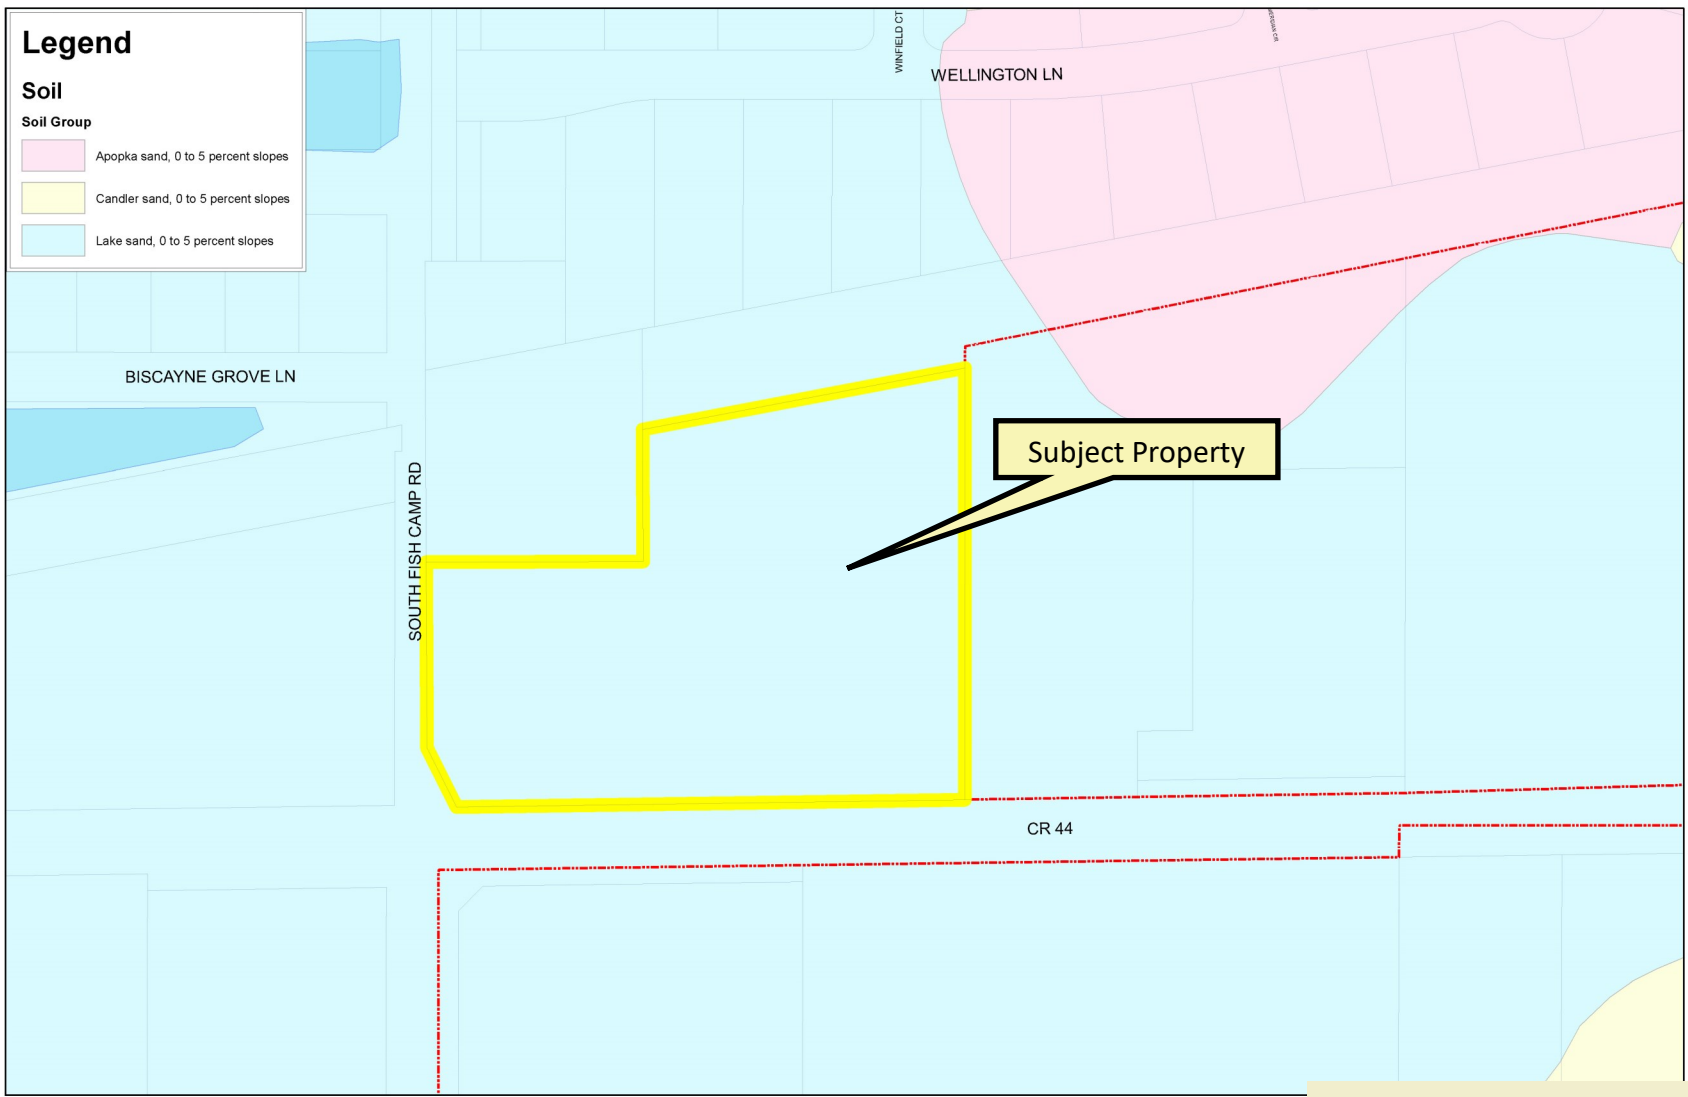 Legend
Soil
Soil Group
Apopka sand, 0 to 5 percent slopes
Candler sand, 0 to 5 percent slopes
Lake sand, 0 to 5 percent slopes
WINFIELD CT
WELLINGTON LN
BISCAYNE GROVE LN
SOUTH FISH CAMP RD
Subject Property
CR 44